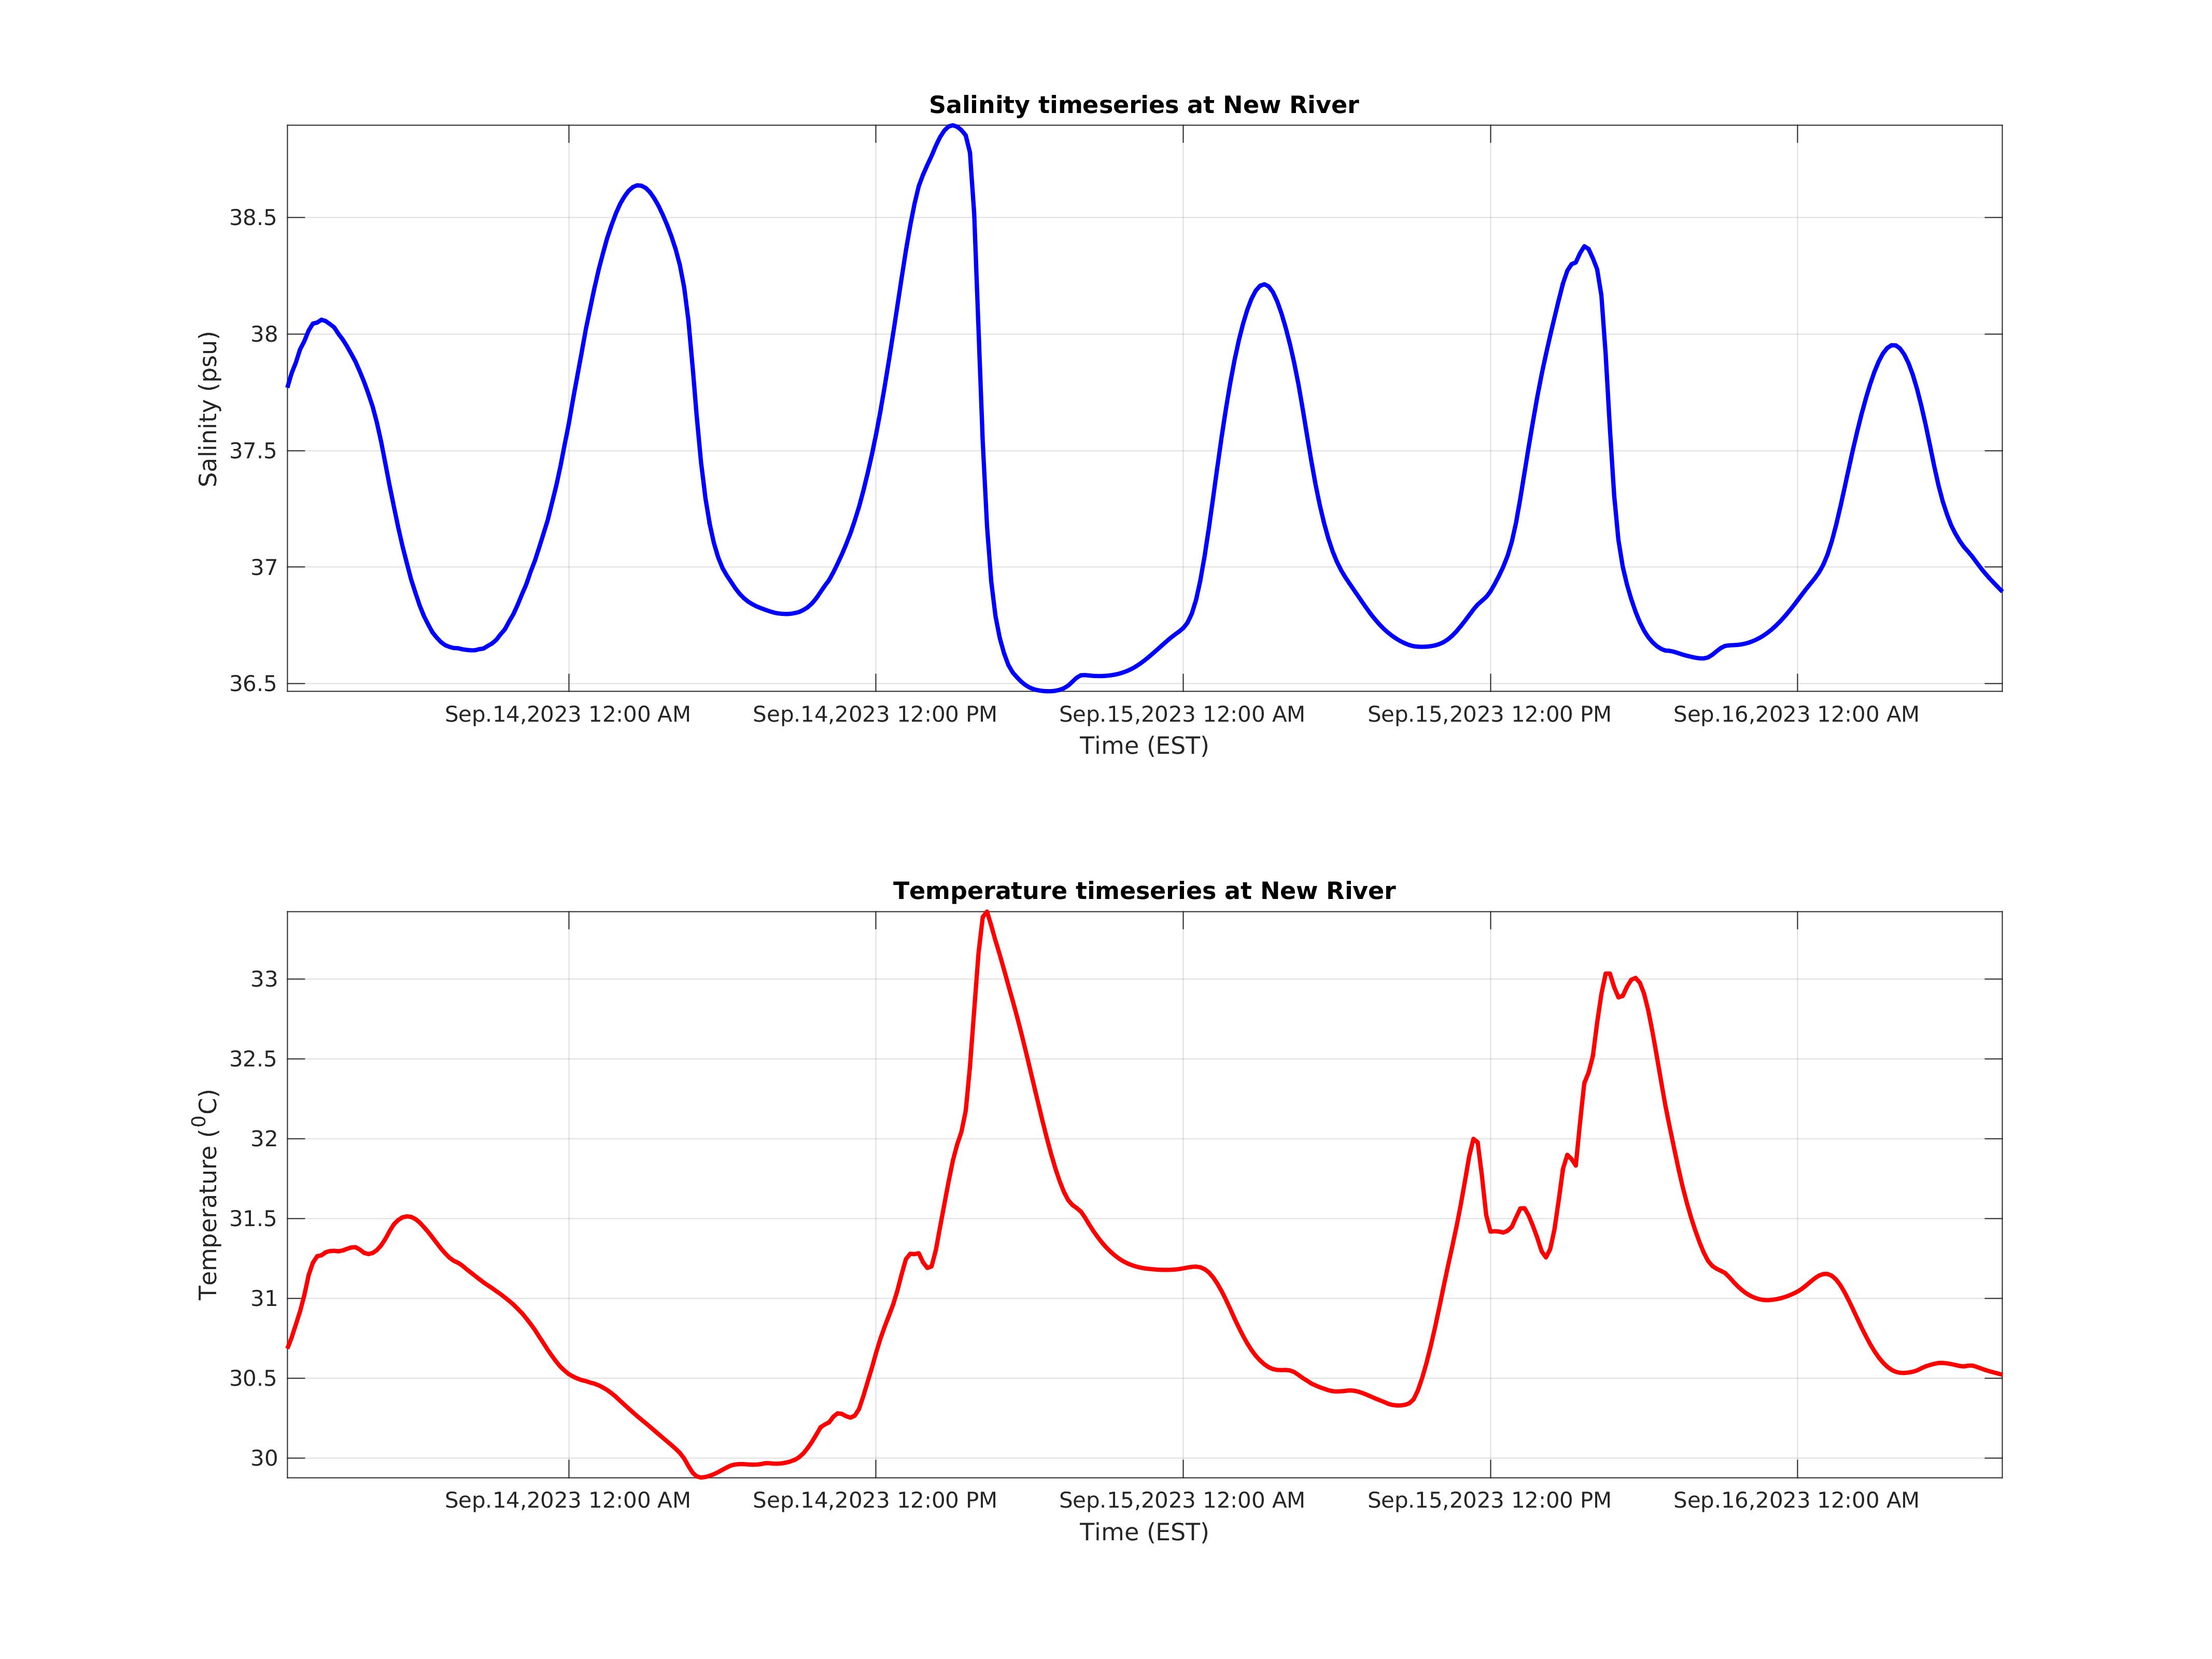 Salinity timeseries at New River
38.5
38
37.5
37
36.5
Salinity (psu)
Sep.14,2023 12:00 AM
Sep.14,2023 12:00 PM
Sep.15,2023 12:00 AM
Sep.15,2023 12:00 PM
Sep.16,2023 12:00 AM
Time (EST)
Temperature timeseries at New River
33
32.5
32
31.5
31
30.5
30
Temperature (⁰C)
Sep.14,2023 12:00 AM
Sep.14,2023 12:00 PM
Sep.15,2023 12:00 AM
Sep.15,2023 12:00 PM
Sep.16,2023 12:00 AM
Time (EST)